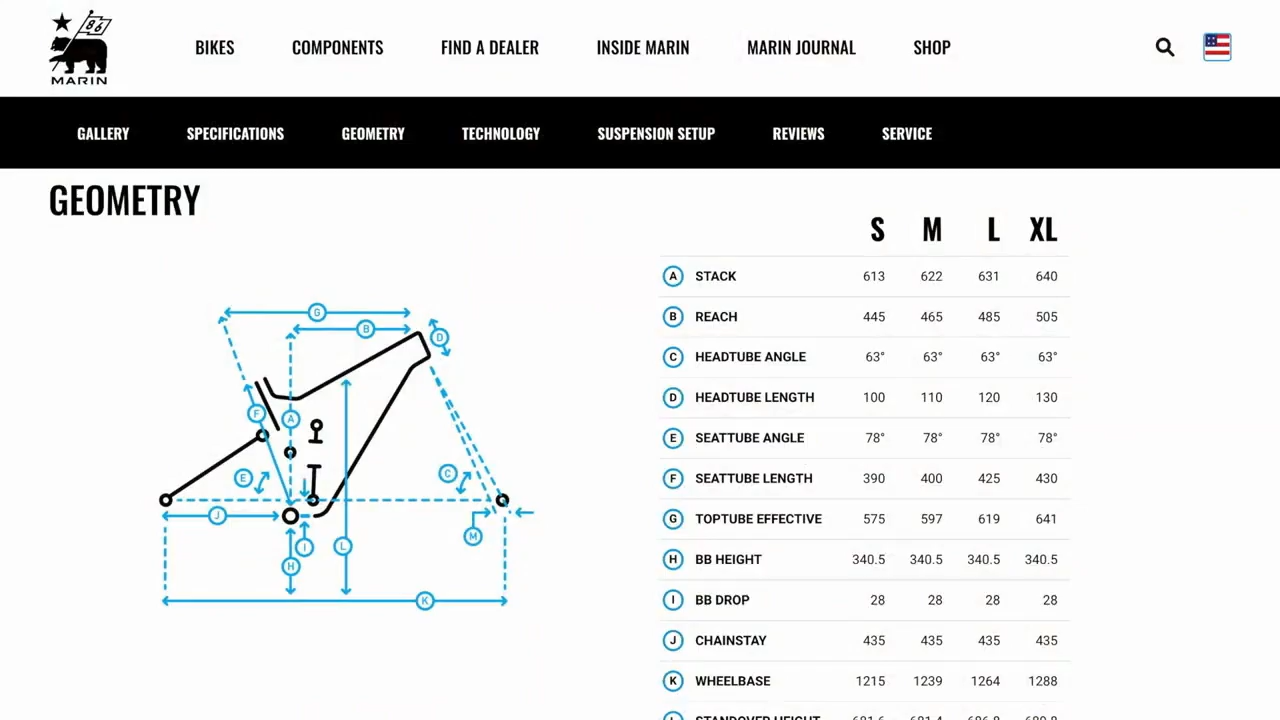 86
MARIN
BIKES COMPONENTS FIND A DEALER INSIDE MARIN MARIN JOURNAL SHOP
GALLERY SPECIFICATIONS GEOMETRY TECHNOLOGY SUSPENSION SETUP REVIEWS SERVICE
GEOMETRY
S M L XL
A STACK 613 622 631 640
B REACH 445 465 485 505
C HEADTUBE ANGLE 63° 63° 63° 63°
D HEADTUBE LENGTH 100 110 120 130
E SEATTUBE ANGLE 78° 78° 78° 78°
F SEATTUBE LENGTH 390 400 425 430
G TOPTUBE EFFECTIVE 575 597 619 641
H BB HEIGHT 340.5 340.5 340.5 340.5
I BB DROP 28 28 28 28
J CHAINSTAY 435 435 435 435
K WHEELBASE 1215 1239 1264 1288
STANDOVER HEIGHT
G
B
D
F
A
E
C
J
M
I
L
H
K